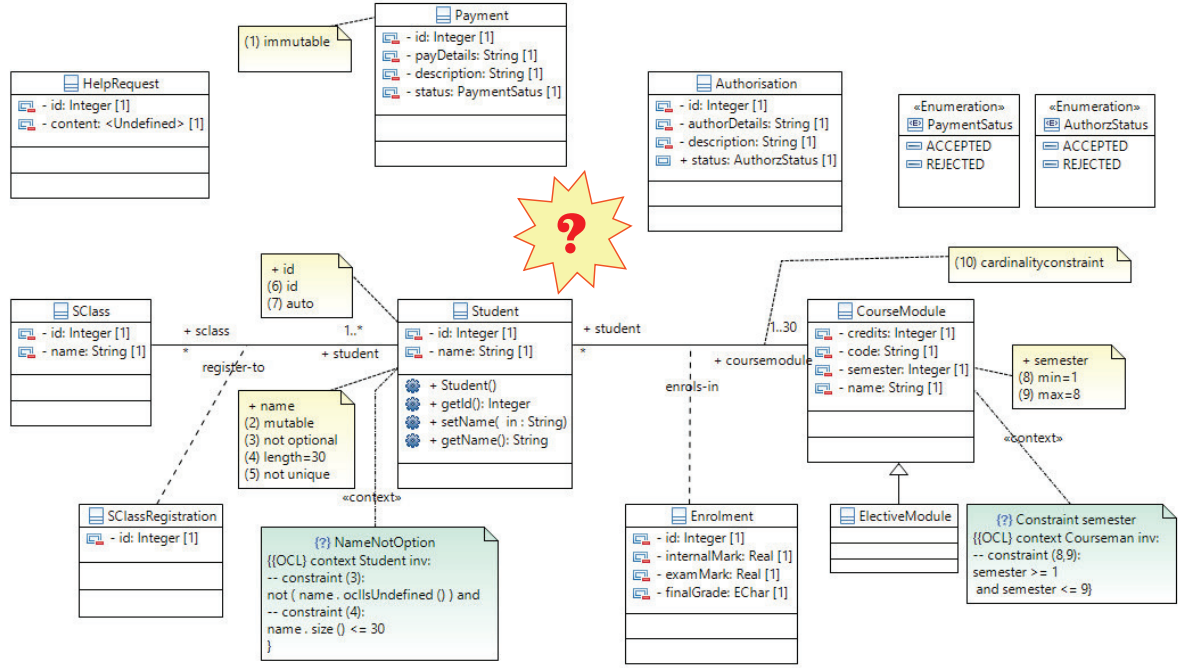 Payment
- id: Integer [1]
- payDetails: String [1]
- description: String [1]
- status: PaymentSatus [1]
(1) immutable
HelpRequest
- id: Integer [1]
- content: <Undefined> [1]
Authorisation
- id: Integer [1]
- authorDetails: String [1]
- description: String [1]
+ status: AuthorzStatus [1]
«Enumeration»
PaymentSatus
ACCEPTED
REJECTED
«Enumeration»
AuthorzStatus
ACCEPTED
REJECTED
?
+ id
(6) id
(7) auto
(10) cardinalityconstraint
SClass
- id: Integer [1]
- name: String [1]
+ sclass
*
1..*
+ student
register-to
Student
- id: Integer [1]
- name: String [1]
+ Student()
+ getId(): Integer
+ setName( in : String)
+ getName(): String
+ student
*
1..30
+ coursemodule
enrols-in
CourseModule
- credits: Integer [1]
- code: String [1]
- semester: Integer [1]
- name: String [1]
+ semester
(8) min=1
(9) max=8
+ name
(2) mutable
(3) not optional
(4) length=30
(5) not unique
«context»
«context»
SClassRegistration
- id: Integer [1]
{?} NameNotOption
{{OCL} context Student inv:
-- constraint (3):
not ( name . oclIsUndefined () ) and
-- constraint (4):
name . size () <= 30
}
Enrolment
- id: Integer [1]
- internalMark: Real [1]
- examMark: Real [1]
- finalGrade: EChar [1]
ElectiveModule
{?} Constraint semester
{{OCL} context Courseman inv:
-- constraint (8,9):
semester >= 1
and semester <= 9}